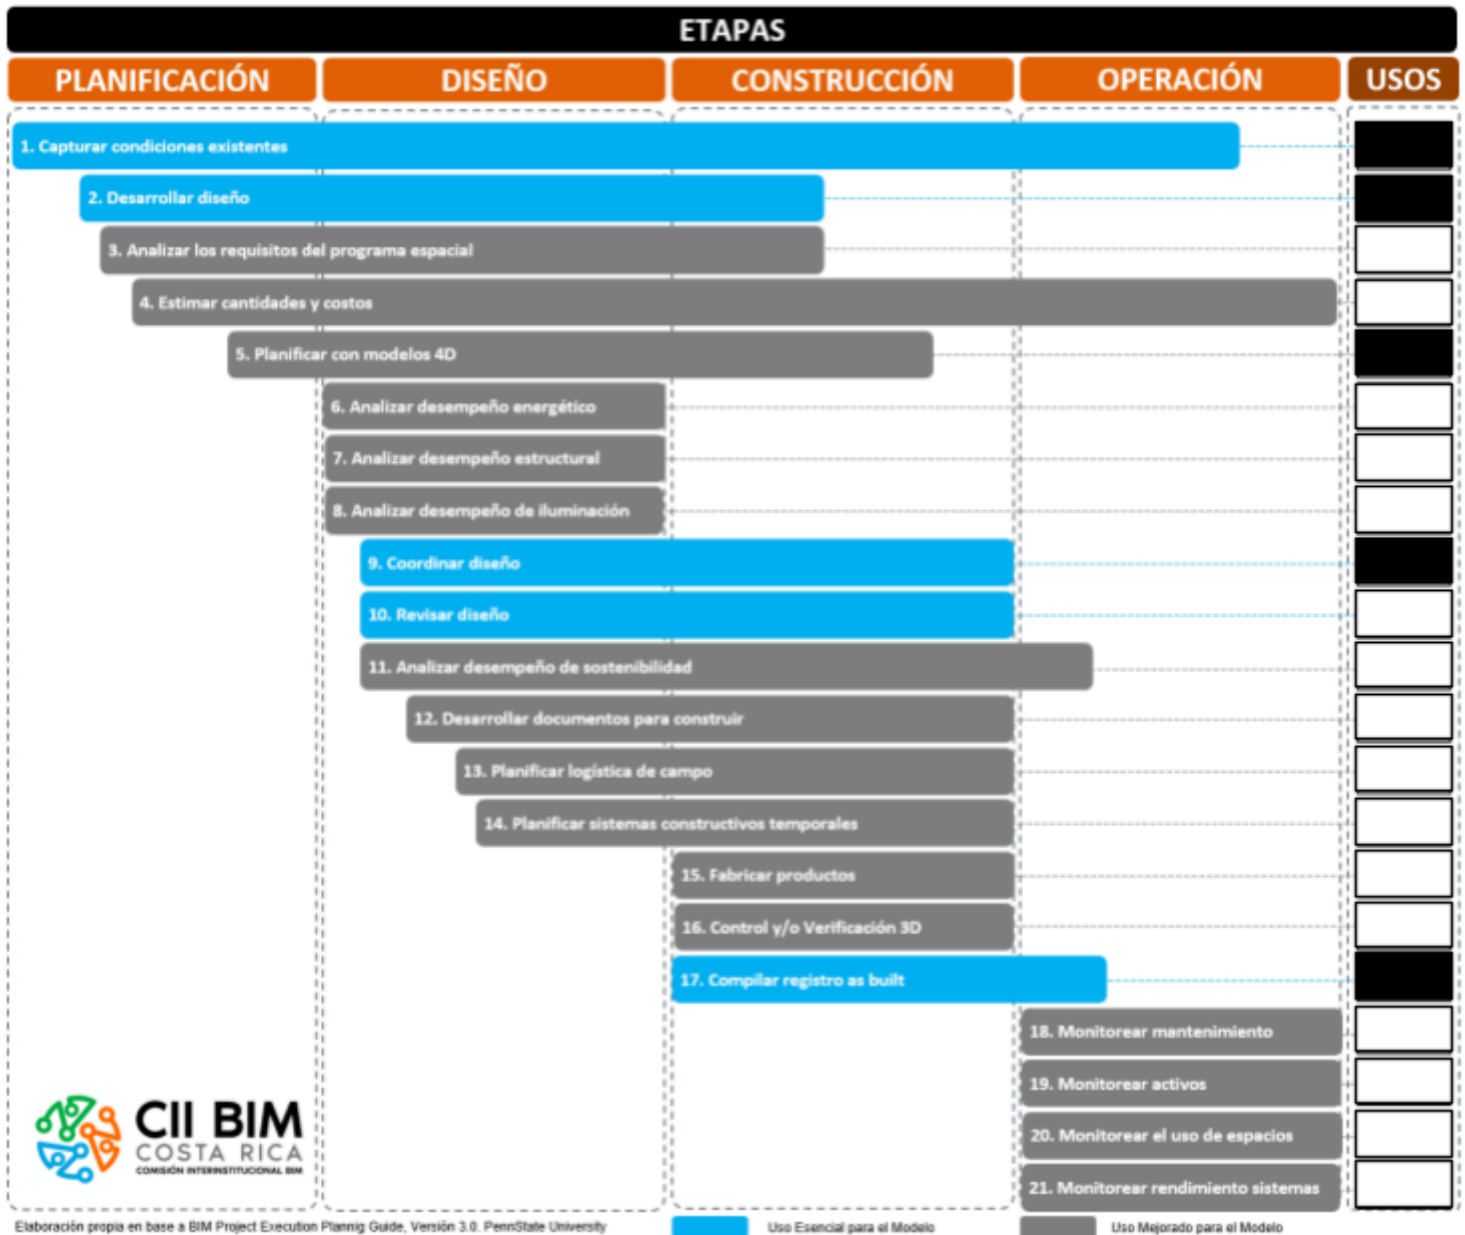 ETAPAS
PLANIFICACIÓN DISEÑO CONSTRUCCIÓN OPERACIÓN USOS
1. Capturar condiciones existentes
2. Desarrollar diseño
3. Analizar los requisitos del programa espacial
4. Estimar cantidades y costos
5. Planificar con modelos 4D
6. Analizar desempeño energético
7. Analizar desempeño estructural
8. Analizar desempeño de iluminación
9. Coordinar diseño
10. Revisar diseño
11. Analizar desempeño de sostenibilidad
12. Desarrollar documentos para construir
13. Planificar logística de campo
14. Planificar sistemas constructivos temporales
15. Fabricar productos
16. Control y/o Verificación 3D
17. Compilar registro as built
18. Monitorear mantenimiento
19. Monitorear activos
20. Monitorear el uso de espacios
21. Monitorear rendimiento sistemas
CII BIM
COSTA RICA
COMISIÓN INTERINSTITUCIONAL BIM
Elaboración propia en base a BIM Project Execution Plannig Guide, Versión 3.0. PennState University
Uso Esencial para el Modelo
Uso Mejorado para el Modelo